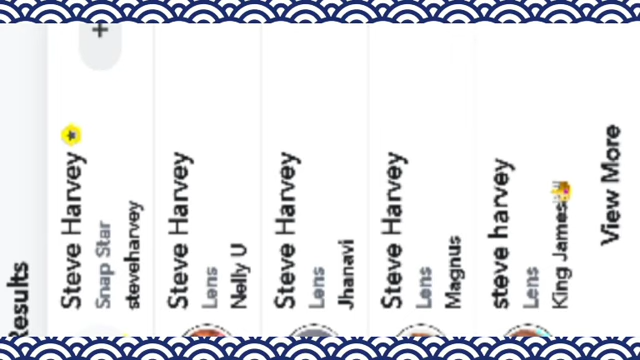 Results
Steve Harvey
Snap Star
steveharvey
+
Steve Harvey
Lens
Nelly U
Steve Harvey
Lens
Jhanavi
Steve Harvey
Lens
Magnus
steve harvey
Lens
King James
View More